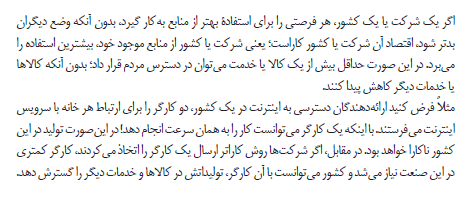 اگر یک شرکت یا یک کشور، هر فرصتی را برای استفادهٔ بهتر از منابع به‌کار گیرد، بدون آنکه وضع دیگران
بدتر شود، اقتصاد آن شرکت یا کشور کاراست؛ یعنی شرکت یا کشور از منابع موجود خود، بیشترین استفاده را
می‌برد. در این صورت حداقل بیش از یک کالا یا خدمت می‌توان در دسترس مردم قرار داد؛ بدون آنکه کالاها
یا خدمات دیگر کاهش پیدا کنند.
مثلاً فرض کنید ارائه‌دهندگان دسترسی به اینترنت در یک کشور، دو کارگر را برای ارتباط هر خانه با سرویس
اینترنت می‌فرستند. با اینکه یک کارگر می‌توانست کار را به همان سرعت انجام دهد! در این صورت تولید در این
کشور ناکارا خواهد بود. در مقابل، اگر شرکت‌ها روش کاراتر ارسال یک کارگر را اتخاذ می‌کردند، کارگر کمتری
در این صنعت نیاز می‌شد و کشور می‌توانست با آن کارگر، تولیداتش در کالاها و خدمات دیگر را گسترش دهد.